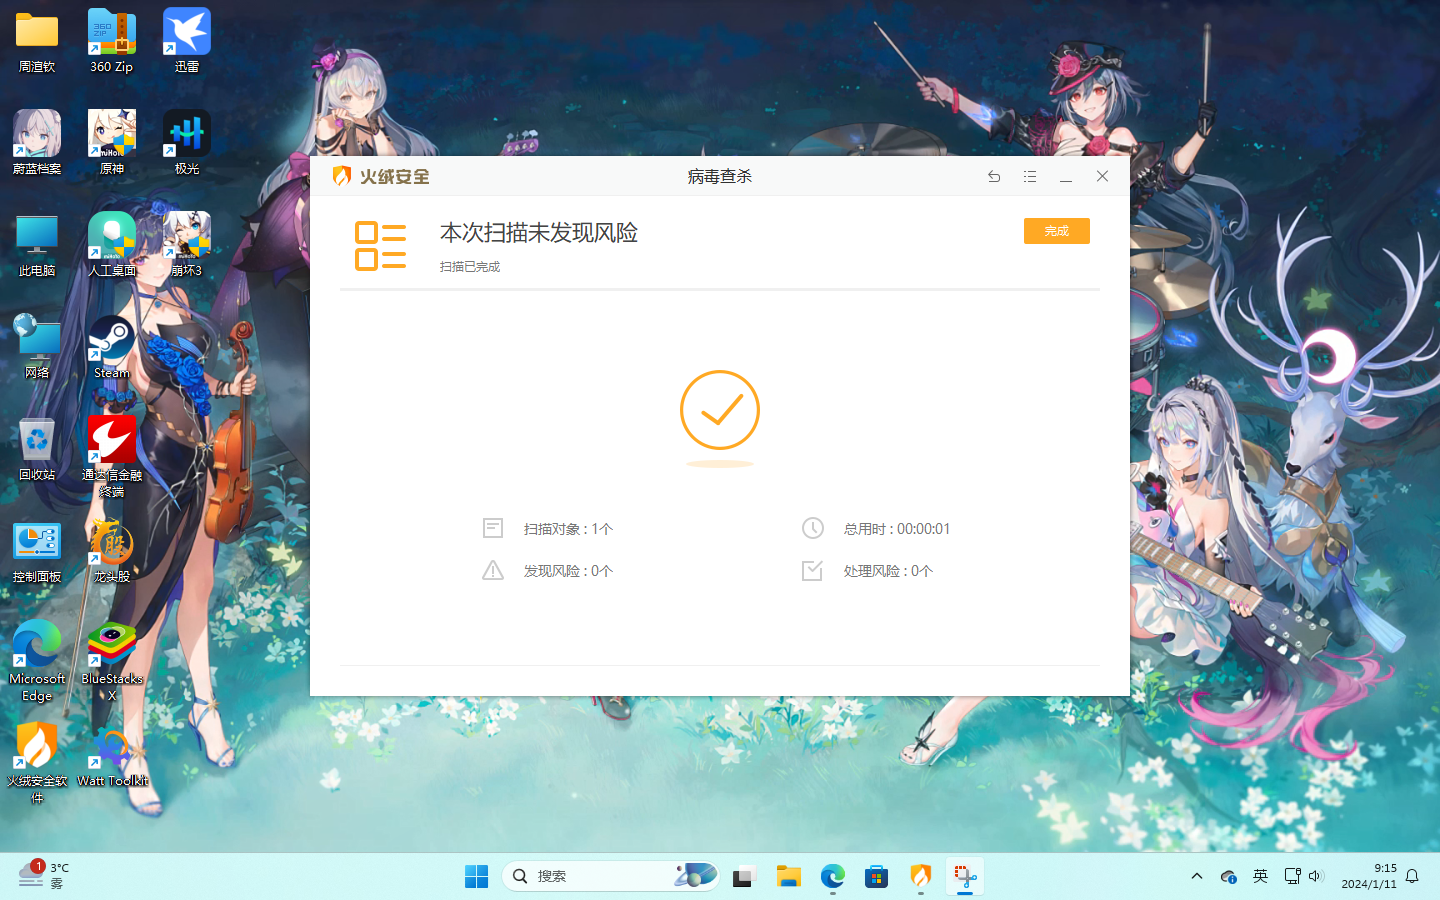 周渲钦
360 Zip
迅雷
蔚蓝档案
原神
极光
此电脑
人工桌面
崩坏3
网络
Steam
回收站
通达信金融
终端
控制面板
龙头股
Microsoft
Edge
BlueStacks
X
火绒安全软
件
Watt Toolkit
火绒安全
病毒查杀
本次扫描未发现风险
扫描已完成
完成
扫描对象 : 1个
总用时 : 00:00:01
发现风险 : 0个
处理风险 : 0个
1
3°C
雾
搜索
英
9:15
2024/1/11